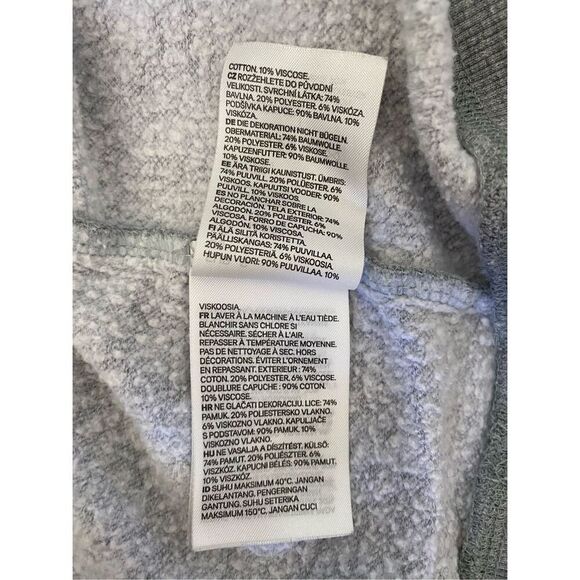 COTTON. 10% VISCOSE.
CZ ROZŽEHLETE DO PŮVODNÍ
VELIKOSTI. SVRCHNÍ LÁTKA: 74%
BAVLNA. 20% POLYESTER. 6% VISKÓZA.
PODŠÍVKA KAPUCE: 90% BAVLNA. 10%
VISKÓZA.
DE DIE DEKORATION NICHT BÜGELN.
OBERMATERIAL: 74% BAUMWOLLE.
20% POLYESTER. 6% VISKOSE.
KAPUZENFUTTER: 90% BAUMWOLLE.
10% VISKOSE.
EE ÄRA TRIIGI KAUNISTUST. ÜMBRIS:
74% PUUVILL. 20% POLÜESTER. 6%
VISKOOS. KAPUUTSI VOODER: 90%
PUUVILL. 10% VISKOOS.
ES NO PLANCHAR SOBRE LA
DECORACIÓN. TELA EXTERIOR: 74%
ALGODÓN. 20% POLIÉSTER. 6%
VISCOSA. FORRO DE CAPUCHA: 90%
ALGODÓN. 10% VISCOSA.
FI ÄLÄ SILITÄ KORISTETTA.
PÄÄLLISKANGAS: 74% PUUVILLAA.
20% POLYESTERIÄ. 6% VISKOOSIA.
HUPUN VUORI: 90% PUUVILLAA. 10%
VISKOOSIA.
FR LAVER À LA MACHINE À L'EAU TIÈDE.
BLANCHIR SANS CHLORE SI
NÉCESSAIRE. SÉCHER À L'AIR.
REPASSER À TEMPÉRATURE MOYENNE.
PAS DE NETTOYAGE À SEC. HORS
DÉCORATIONS. ÉVITER L'ORNEMENT
EN REPASSANT. EXTERIEUR : 74%
COTON. 20% POLYESTER. 6% VISCOSE.
DOUBLURE CAPUCHE : 90% COTON.
10% VISCOSE.
HR NE GLAČATI DEKORACIJU. LICE: 74%
PAMUK. 20% POLIESTERSKO VLAKNO.
6% VISKOZNO VLAKNO. KAPULJAČE
S PODSTAVOM: 90% PAMUK. 10%
VISKOZNO VLAKNO.
HU NE VASALJA A DÍSZÍTÉST. KÜLSŐ:
74% PAMUT. 20% POLIÉSZTER. 6%
VISZKÓZ. KAPUCNI BÉLÉS: 90% PAMUT.
10% VISZKÓZ.
ID SUHU MAKSIMUM 40°C. JANGAN
DIKELANTANG. PENGERINGAN
GANTUNG. SUHU SETERIKA
MAKSIMUM 150°C. JANGAN CUCI